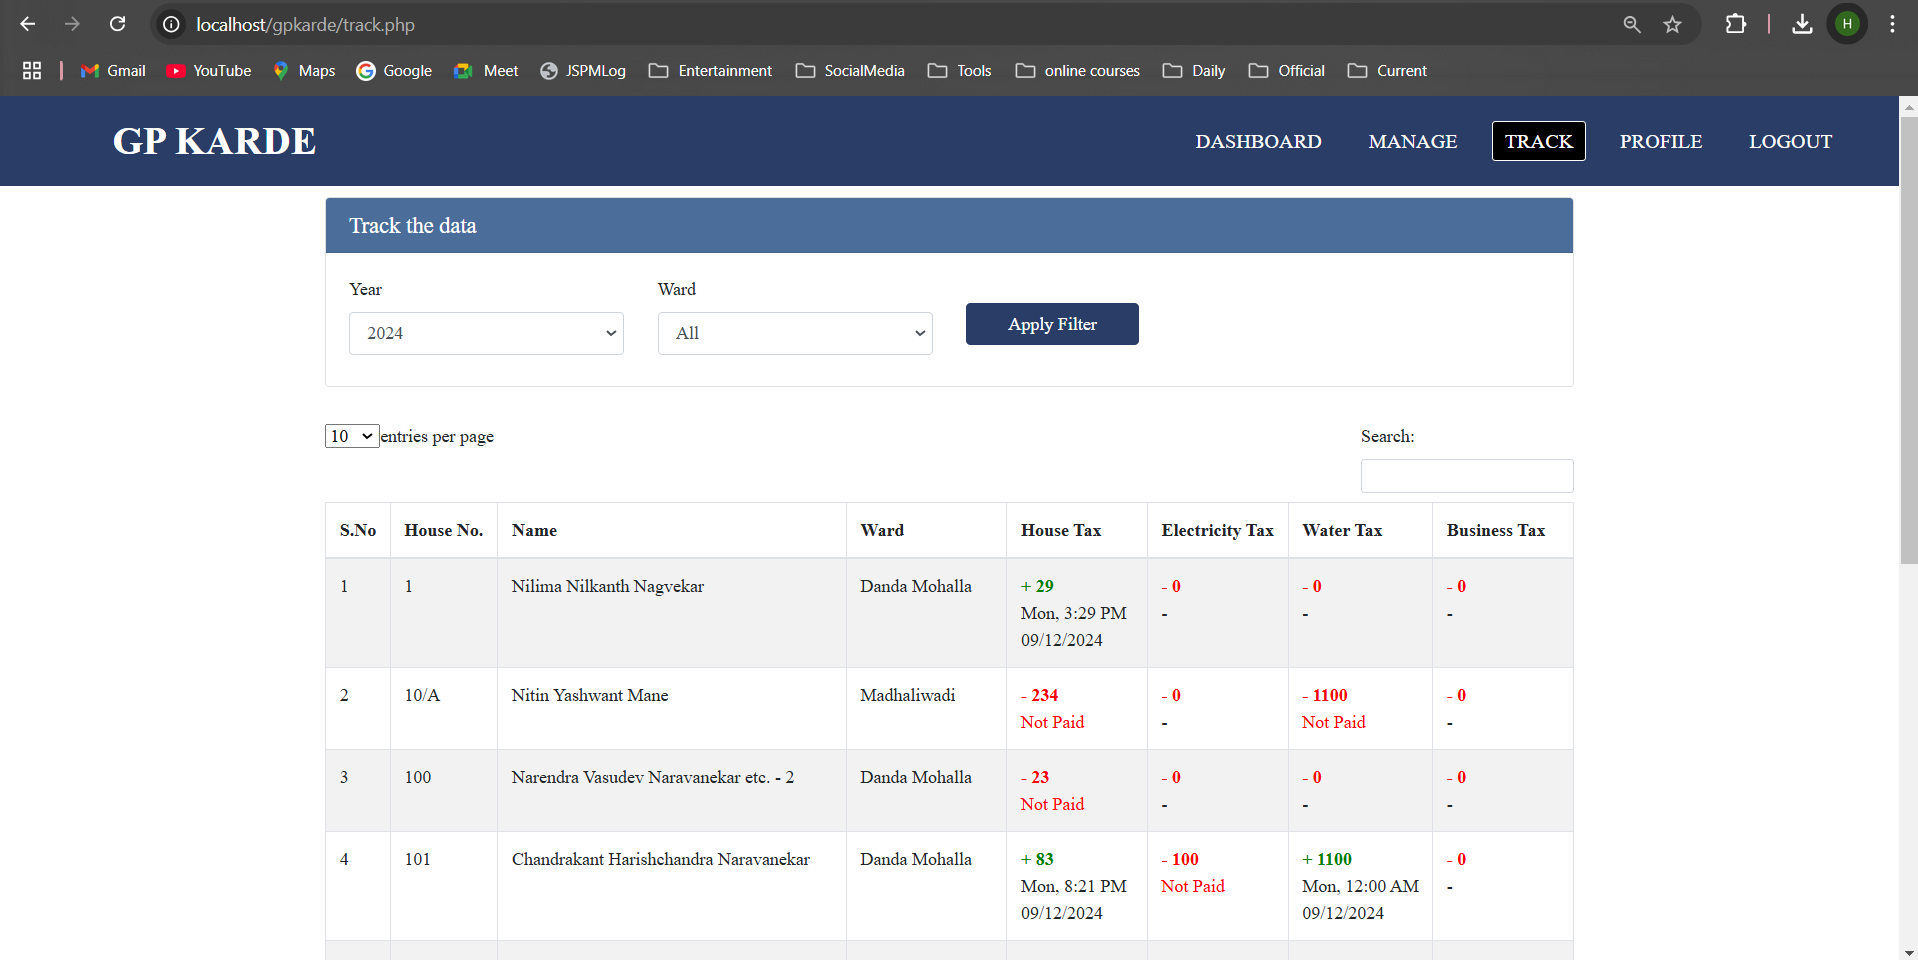 localhost/gpkarde/track.php
H
Gmail YouTube Maps Google Meet JSPMLog Entertainment SocialMedia Tools online courses Daily Official Current
GP KARDE
DASHBOARD MANAGE TRACK PROFILE LOGOUT
Track the data
Year Ward
2024 All Apply Filter
10 entries per page Search:
S.No House No. Name Ward House Tax Electricity Tax Water Tax Business Tax
1 1 Nilima Nilkanth Nagvekar Danda Mohalla + 29 - 0 - 0 - 0
Mon, 3:29 PM - - -
09/12/2024
2 10/A Nitin Yashwant Mane Madhaliwadi - 234 - 0 - 1100 - 0
Not Paid - Not Paid -
3 100 Narendra Vasudev Naravanekar etc. - 2 Danda Mohalla - 23 - 0 - 0 - 0
Not Paid - - -
4 101 Chandrakant Harishchandra Naravanekar Danda Mohalla + 83 - 100 + 1100 - 0
Mon, 8:21 PM Not Paid Mon, 12:00 AM -
09/12/2024 09/12/2024